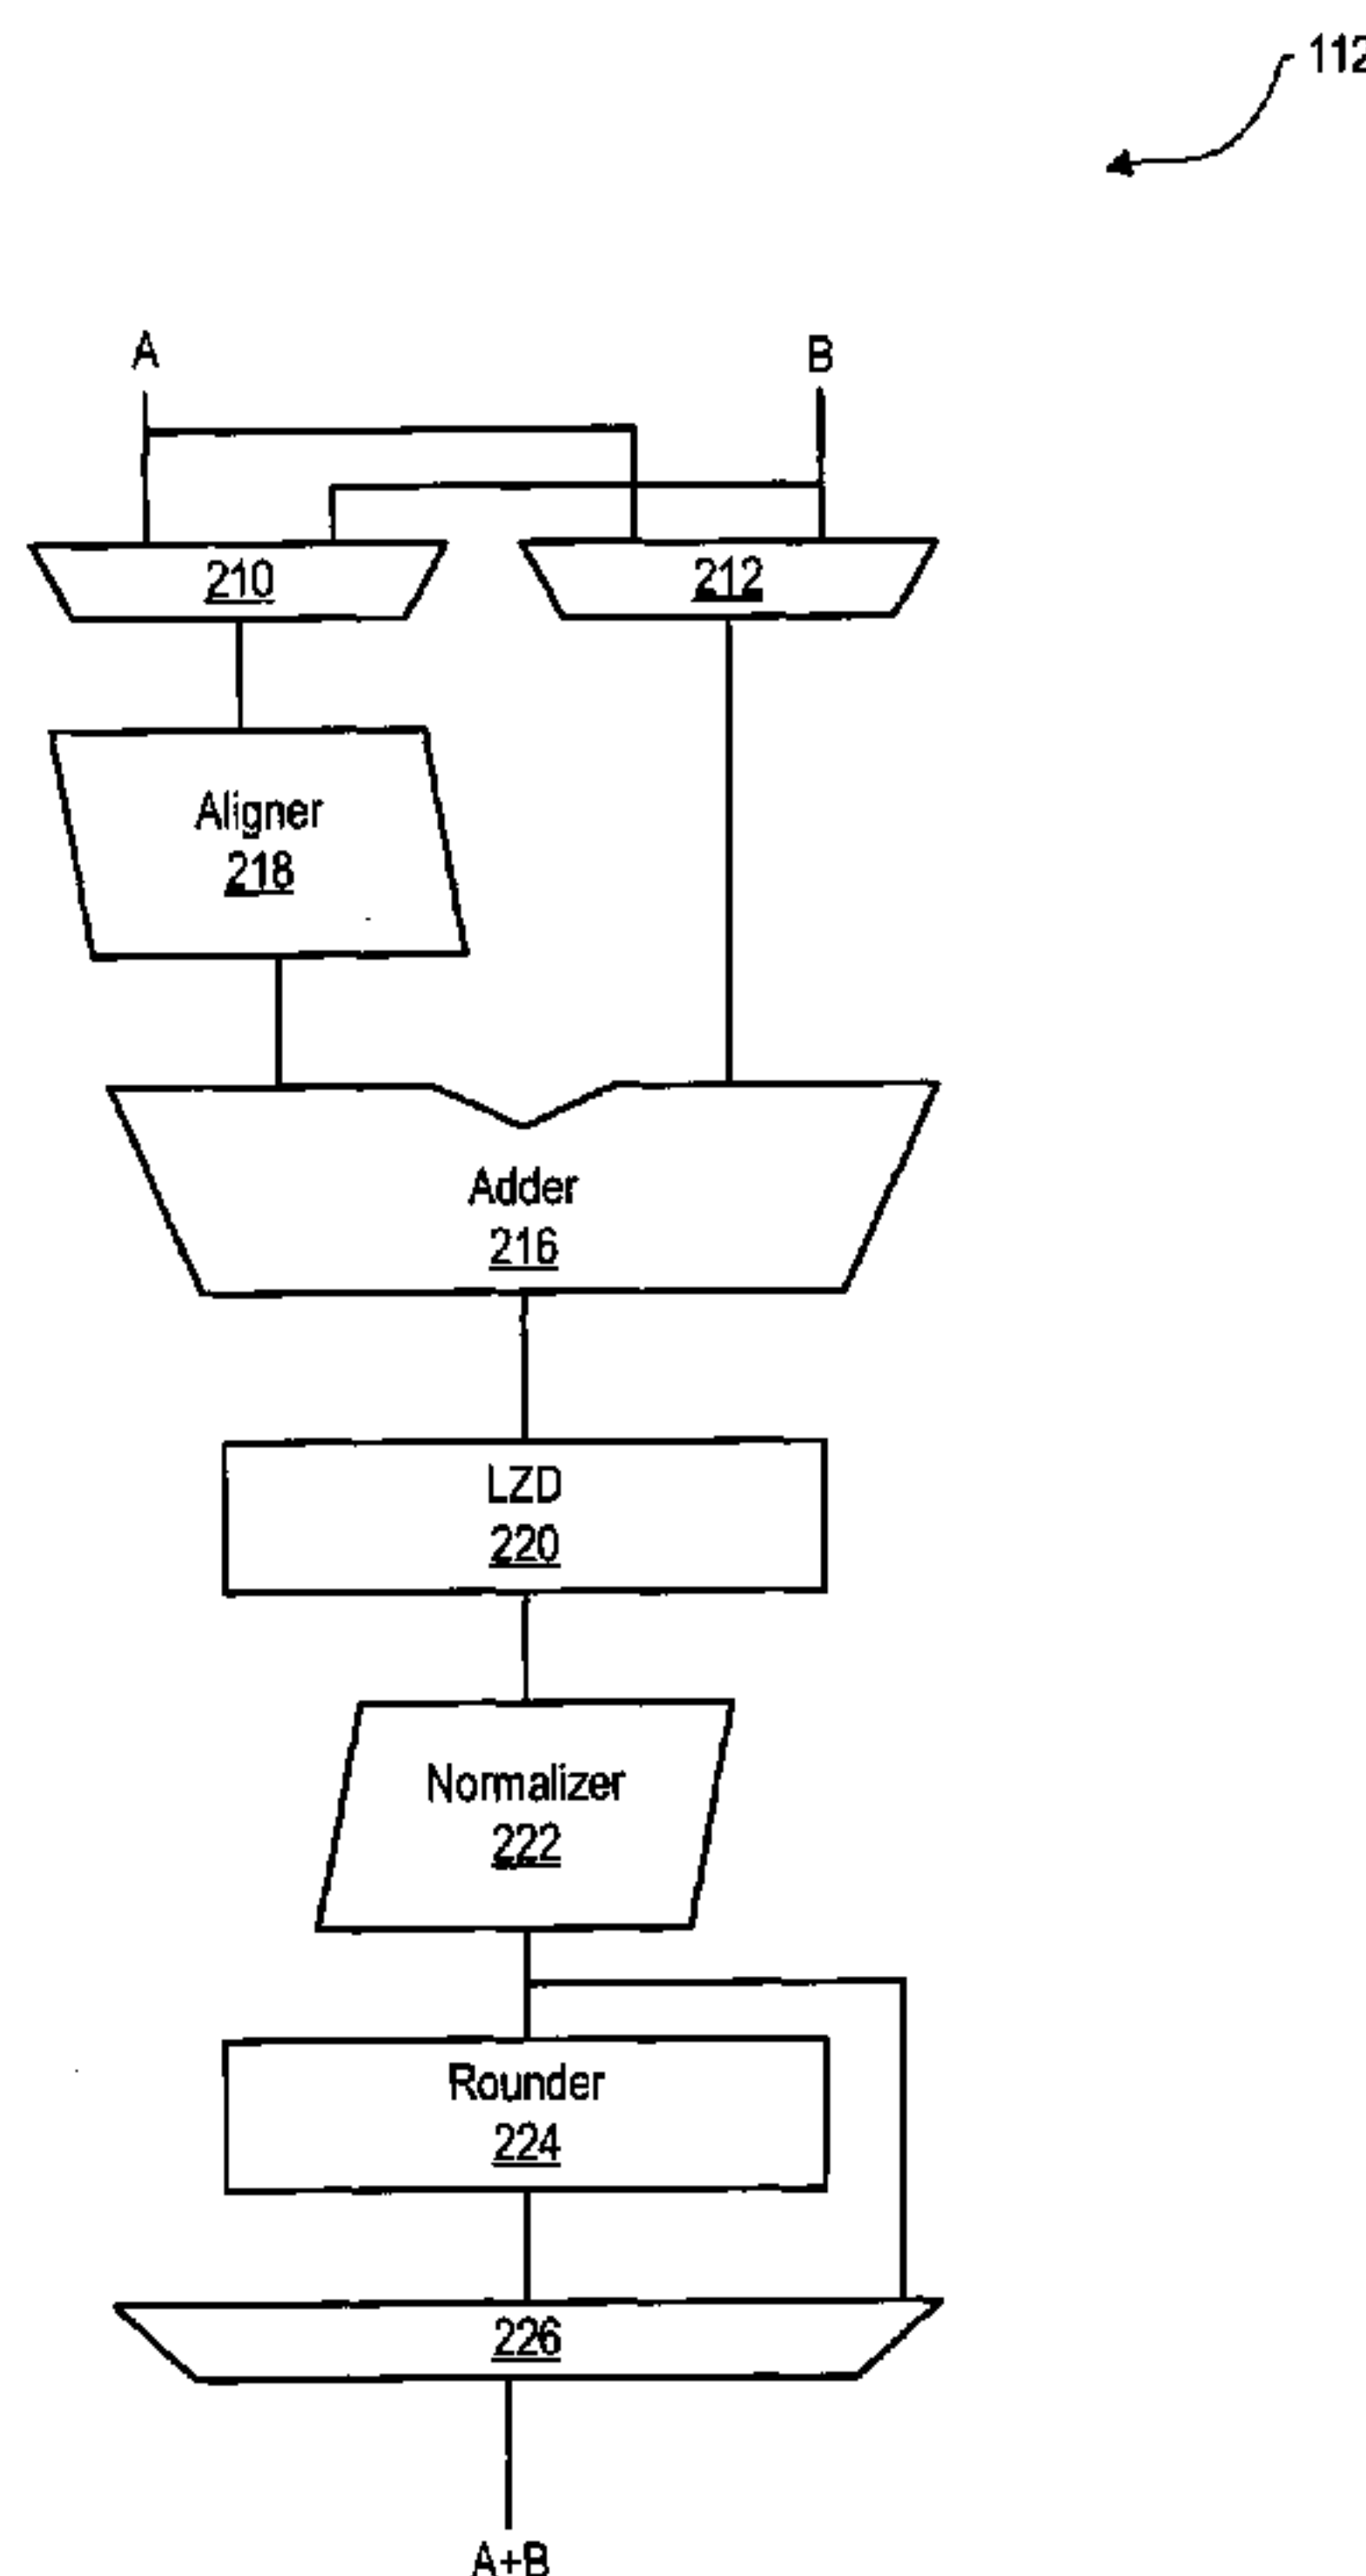 112
A
B
210
212
Aligner
218
Adder
216
LZD
220
Normalizer
222
Rounder
224
226
A+B